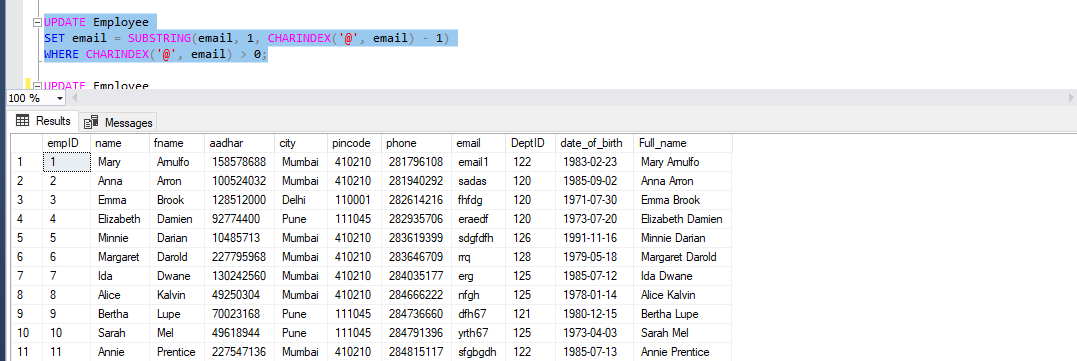 UPDATE Employee
SET email = SUBSTRING(email, 1, CHARINDEX('@', email) - 1)
WHERE CHARINDEX('@', email) > 0;
UPDATE Employee
100 %
Results Messages
empID name fname aadhar city pincode phone email DeptID date_of_birth Full_name
1 1 Mary Arnulfo 158578688 Mumbai 410210 281796108 email1 122 1983-02-23 Mary Arnulfo
2 2 Anna Arron 100524032 Mumbai 410210 281940292 sadas 120 1985-09-02 Anna Arron
3 3 Emma Brook 128512000 Delhi 110001 282614216 fhfdg 120 1971-07-30 Emma Brook
4 4 Elizabeth Damien 92774400 Pune 111045 282935706 eraedf 120 1973-07-20 Elizabeth Damien
5 5 Minnie Darian 10485713 Mumbai 410210 283619399 sdgfdfh 126 1991-11-16 Minnie Darian
6 6 Margaret Darold 227795968 Mumbai 410210 283646709 rrq 128 1979-05-18 Margaret Darold
7 7 Ida Dwane 130242560 Mumbai 410210 284035177 erg 125 1985-07-12 Ida Dwane
8 8 Alice Kalvin 49250304 Mumbai 410210 284666222 nfgh 125 1978-01-14 Alice Kalvin
9 9 Bertha Lupe 70023168 Pune 111045 284736660 dfh67 121 1980-12-15 Bertha Lupe
10 10 Sarah Mel 49618944 Pune 111045 284791396 yrth67 125 1973-04-03 Sarah Mel
11 11 Annie Prentice 227547136 Mumbai 410210 284815117 sfgbgdh 122 1985-07-13 Annie Prentice